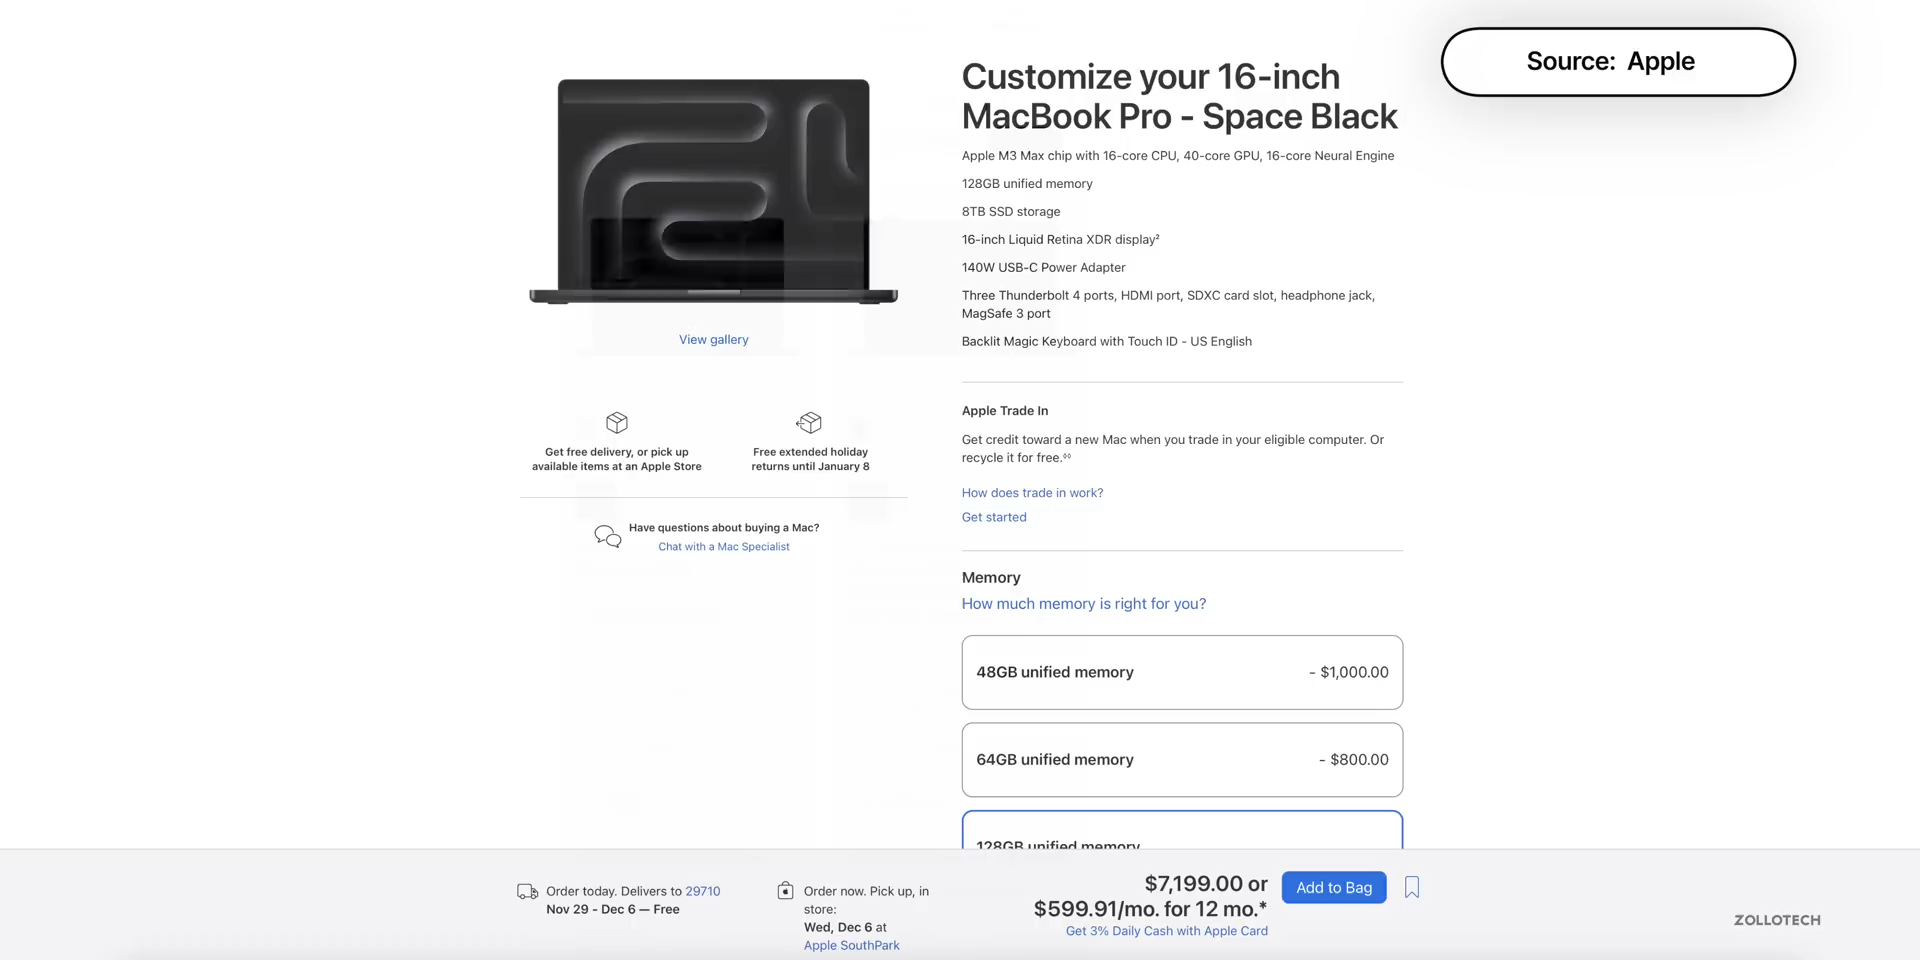 Source: Apple
Customize your 16-inch
MacBook Pro - Space Black
Apple M3 Max chip with 16-core CPU, 40-core GPU, 16-core Neural Engine
128GB unified memory
8TB SSD storage
16-inch Liquid Retina XDR display²
140W USB-C Power Adapter
Three Thunderbolt 4 ports, HDMI port, SDXC card slot, headphone jack,
MagSafe 3 port
Backlit Magic Keyboard with Touch ID - US English
View gallery
Get free delivery, or pick up
available items at an Apple Store
Free extended holiday
returns until January 8
Have questions about buying a Mac?
Chat with a Mac Specialist
Apple Trade In
Get credit toward a new Mac when you trade in your eligible computer. Or
recycle it for free.◊◊
How does trade in work?
Get started
Memory
How much memory is right for you?
48GB unified memory - $1,000.00
64GB unified memory - $800.00
128GB unified memory
Order today. Delivers to 29710
Nov 29 - Dec 6 — Free
Order now. Pick up, in
store:
Wed, Dec 6 at
Apple SouthPark
$7,199.00 or
$599.91/mo. for 12 mo.*
Get 3% Daily Cash with Apple Card
Add to Bag
ZOLLOTECH